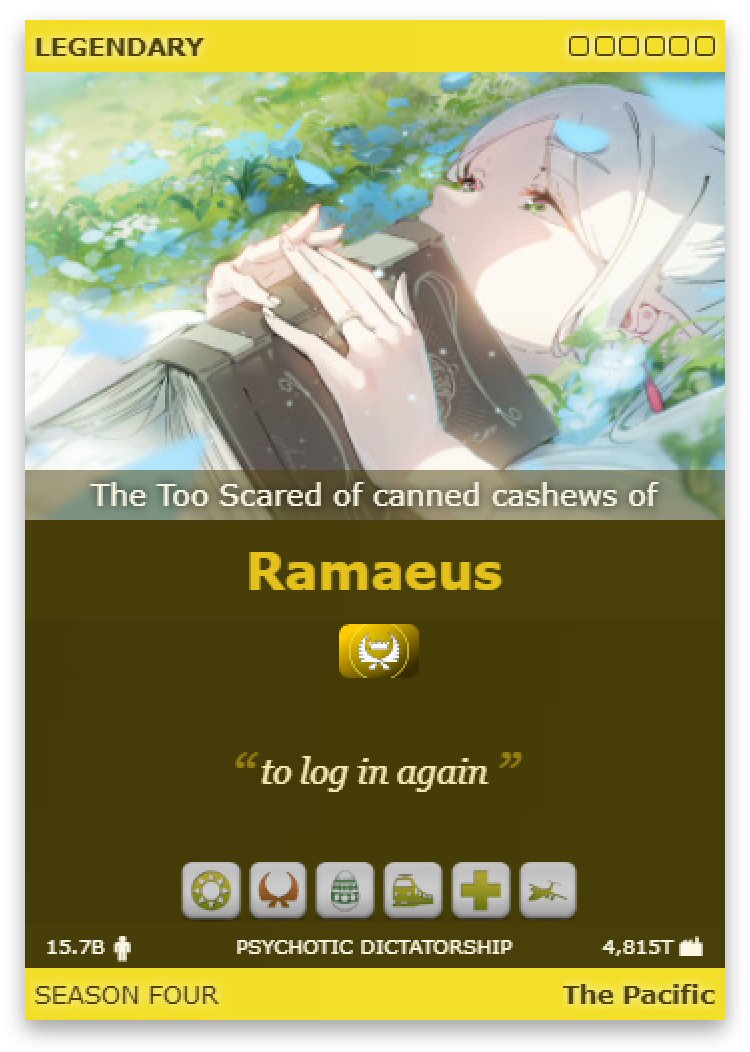 LEGENDARY
The Too Scared of canned cashews of
Ramaeus
“to log in again”
15.7B PSYCHOTIC DICTATORSHIP 4,815T
SEASON FOUR The Pacific